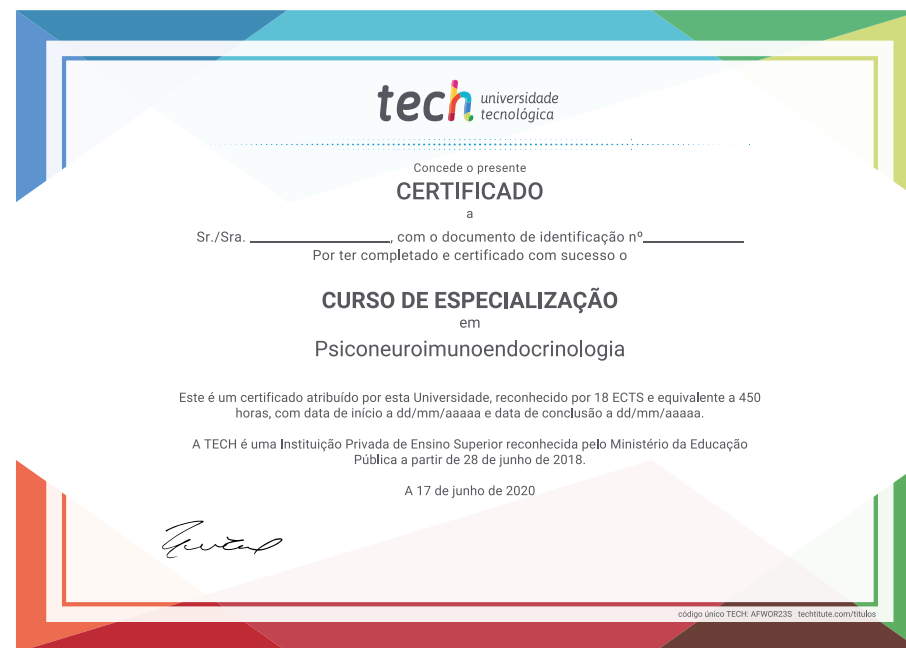 tech universidade
tecnológica
Concede o presente
CERTIFICADO
a
Sr./Sra. ____________________, com o documento de identificação nº______________
Por ter completado e certificado com sucesso o
CURSO DE ESPECIALIZAÇÃO
em
Psiconeuroimunoendocrinologia
Este é um certificado atribuído por esta Universidade, reconhecido por 18 ECTS e equivalente a 450
horas, com data de início a dd/mm/aaaaa e data de conclusão a dd/mm/aaaaa.
A TECH é uma Instituição Privada de Ensino Superior reconhecida pelo Ministério da Educação
Pública a partir de 28 de junho de 2018.
A 17 de junho de 2020
código único TECH: AFWOR23S techtitute.com/titulos